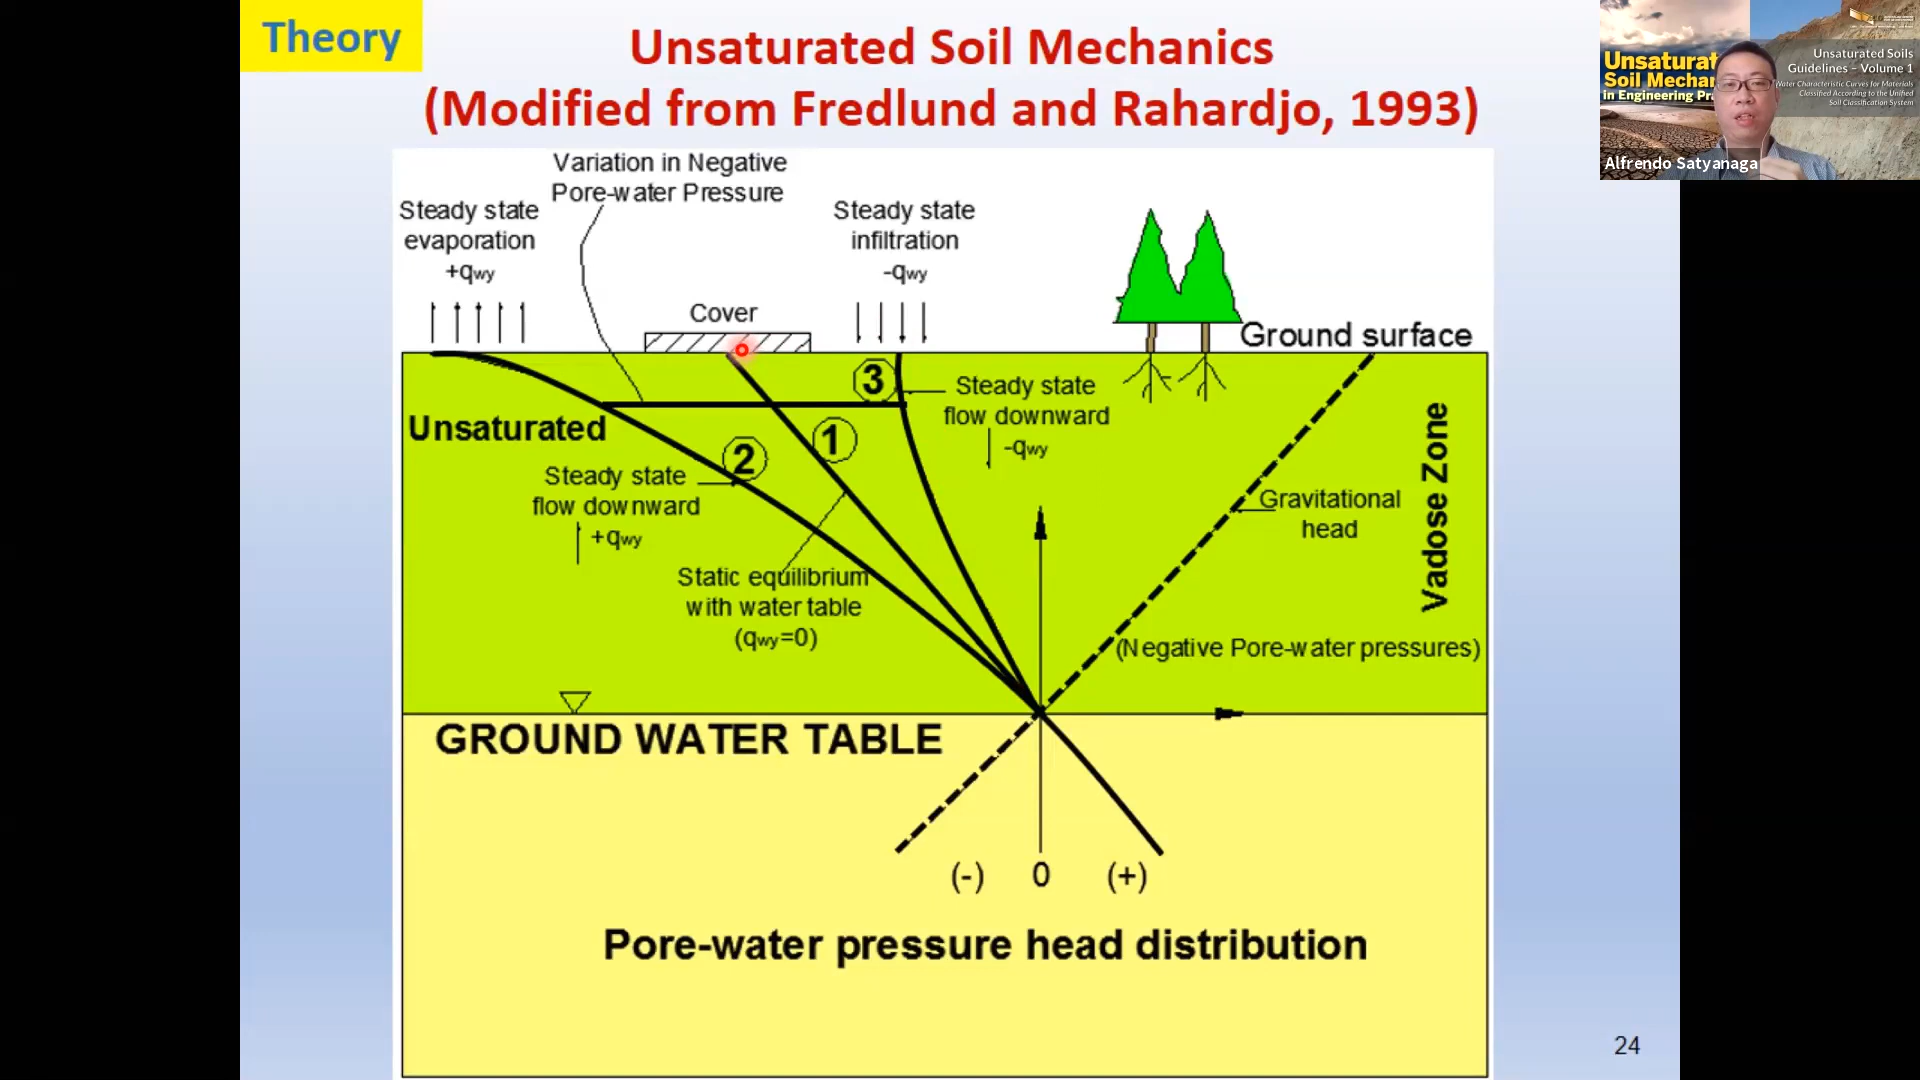 Theory
Unsaturated Soil Mechanics
(Modified from Fredlund and Rahardjo, 1993)
Variation in Negative
Pore-water Pressure
Steady state
evaporation
+qwy
Steady state
infiltration
-qwy
Cover
Ground surface
3
Steady state
flow downward
-qwy
Unsaturated
1
2
Steady state
flow downward
+qwy
Gravitational
head
Vadose Zone
Static equilibrium
with water table
(qwy=0)
(Negative Pore-water pressures)
GROUND WATER TABLE
(-)
0
(+)
Pore-water pressure head distribution
24
Unsaturat
Soil Mechan
in Engineering Pra
Unsaturated Soils
Guidelines – Volume 1
Water Characteristic Curves for Materials
Classified According to the Unified
Soil Classification System
Alfrendo Satyanaga